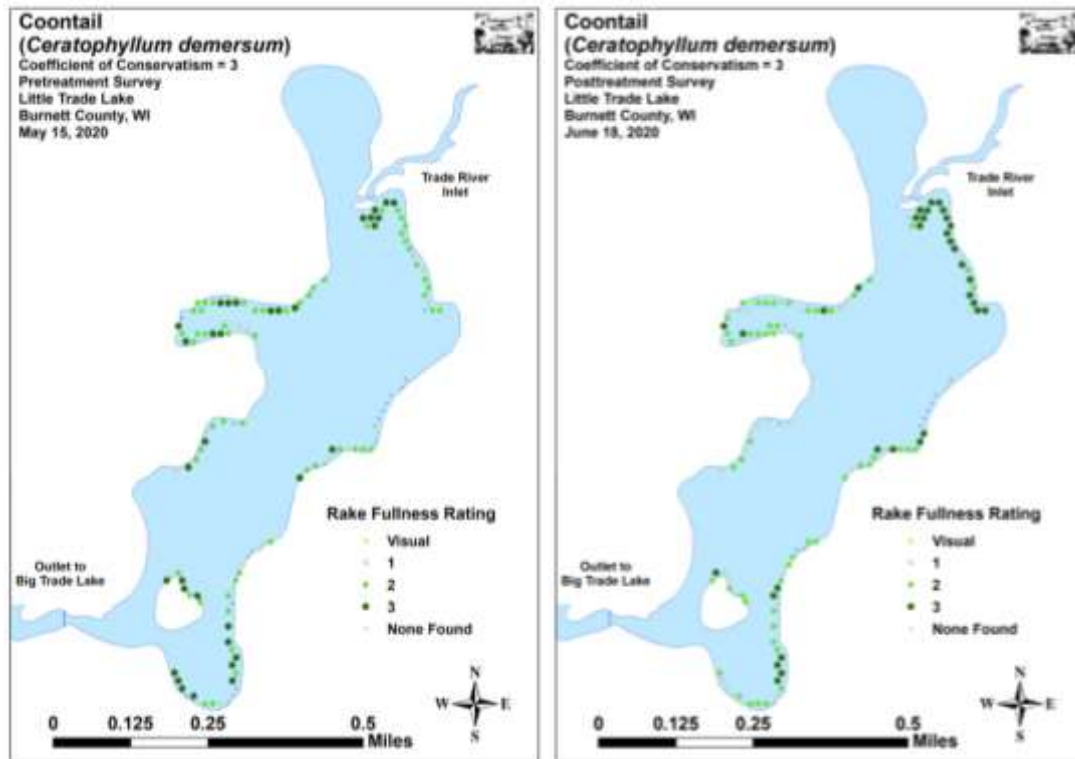 Coontail
(Ceratophyllum demersum)
Coefficient of Conservatism = 3
Pretreatment Survey
Little Trade Lake
Burnett County, WI
May 15, 2020
Trade River
Inlet
Rake Fullness Rating
Visual
1
2
3
None Found
Outlet to
Big Trade Lake
N
W E
S
0 0.125 0.25 0.5
Miles
Coontail
(Ceratophyllum demersum)
Coefficient of Conservatism = 3
Posttreatment Survey
Little Trade Lake
Burnett County, WI
June 18, 2020
Trade River
Inlet
Rake Fullness Rating
Visual
1
2
3
None Found
Outlet to
Big Trade Lake
N
W E
S
0 0.125 0.25 0.5
Miles